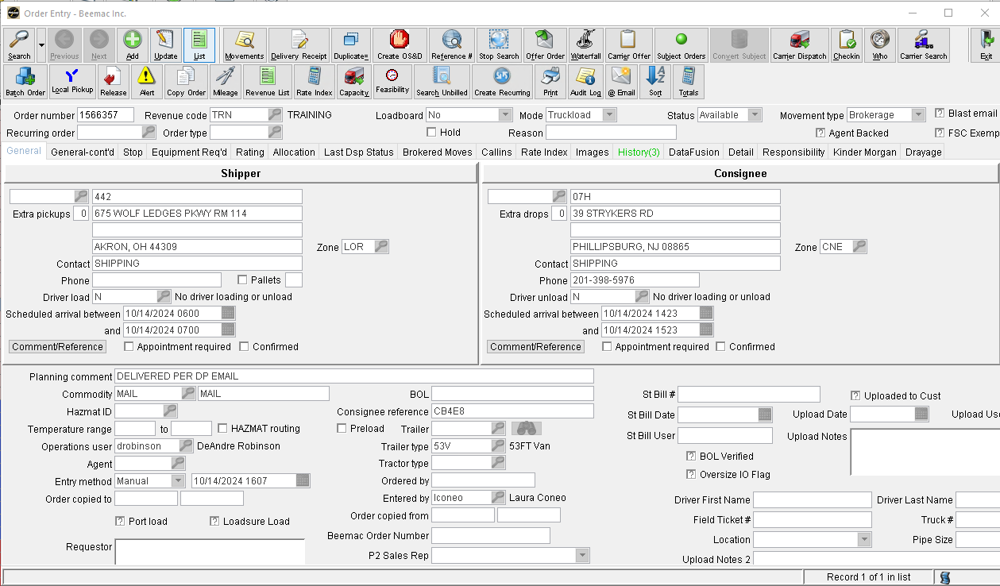 Order Entry - Beemac Inc.
Search Previous Next Add Update List Movements Delivery Receipt Duplicate= Create OS&D Reference # Stop Search Offer Order Waterfall Carrier Offer Subject Orders Convert Subject Carrier Dispatch Checkin Who Carrier Search Exit
Batch Order Local Pickup Release Alert Copy Order Mileage Revenue List Rate Index Capacity Feasibility Search Unbilled Create Recurring Print Audit Log @ Email Sort Totals
Order number 1566357 Revenue code TRN TRAINING Loadboard No Mode Truckload Status Available Movement type Brokerage ? Blast email
Recurring order Order type Hold Reason ? Agent Backed ? FSC Exemp
General General-cont'd Stop Equipment Req'd Rating Allocation Last Dsp Status Brokered Moves Callins Rate Index Images History(3) DataFusion Detail Responsibility Kinder Morgan Drayage
Shipper
442
Extra pickups 0 675 WOLF LEDGES PKWY RM 114
AKRON, OH 44309 Zone LOR
Contact SHIPPING
Phone Pallets
Driver load N No driver loading or unload
Scheduled arrival between 10/14/2024 0600
and 10/14/2024 0700
Comment/Reference Appointment required Confirmed
Consignee
07H
Extra drops 0 39 STRYKERS RD
PHILLIPSBURG, NJ 08865 Zone CNE
Contact SHIPPING
Phone 201-398-5976
Driver unload N No driver loading or unload
Scheduled arrival between 10/14/2024 1423
and 10/14/2024 1523
Comment/Reference Appointment required Confirmed
Planning comment DELIVERED PER DP EMAIL
Commodity MAIL MAIL
Hazmat ID
Temperature range to HAZMAT routing
Operations user drobinson DeAndre Robinson
Agent
Entry method Manual 10/14/2024 1607
Order copied to
? Port load ? Loadsure Load
Requestor
BOL
Consignee reference CB4E8
Preload Trailer
Trailer type 53V 53FT Van
Tractor type
Ordered by
Entered by lconeo Laura Coneo
Order copied from
Beemac Order Number
P2 Sales Rep
St Bill # ? Uploaded to Cust
St Bill Date Upload Date Upload Use
St Bill User Upload Notes
? BOL Verified
? Oversize IO Flag
Driver First Name Driver Last Name
Field Ticket # Truck #
Location Pipe Size
Upload Notes 2
Record 1 of 1 in list